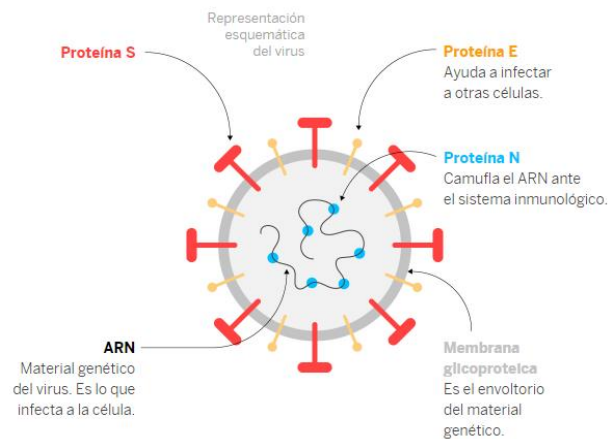 Representación
esquemática
del virus
Proteína S
Proteína E
Ayuda a infectar
a otras células.
Proteína N
Camufla el ARN ante
el sistema inmunológico.
ARN
Material genético
del virus. Es lo que
infecta a la célula.
Membrana
glicoproteica
Es el envoltorio
del material
genético.